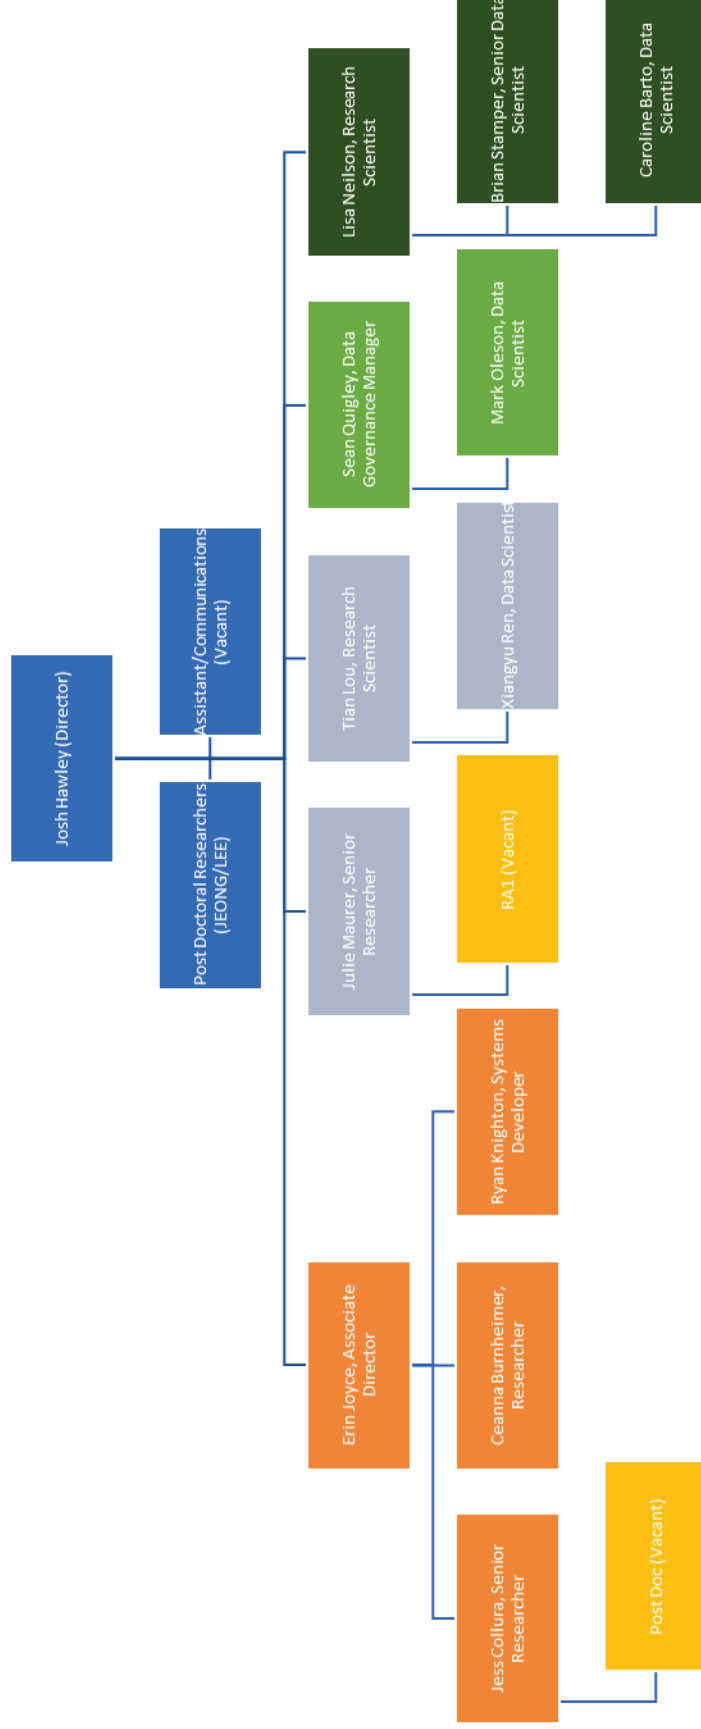 Josh Hawley (Director)
Post Doctoral Researchers
(JEONG/LEE)
Assistant/Communications
(Vacant)
Erin Joyce, Associate
Director
Julie Maurer, Senior
Researcher
Tian Lou, Research
Scientist
Sean Quigley, Data
Governance Manager
Lisa Neilson, Research
Scientist
Jess Collura, Senior
Researcher
Ceanna Burnheimer,
Researcher
Ryan Knighton, Systems
Developer
RA1 (Vacant)
Xiangyu Ren, Data Scientist
Mark Oleson, Data
Scientist
Brian Stamper, Senior Data
Scientist
Post Doc (Vacant)
Caroline Barto, Data
Scientist